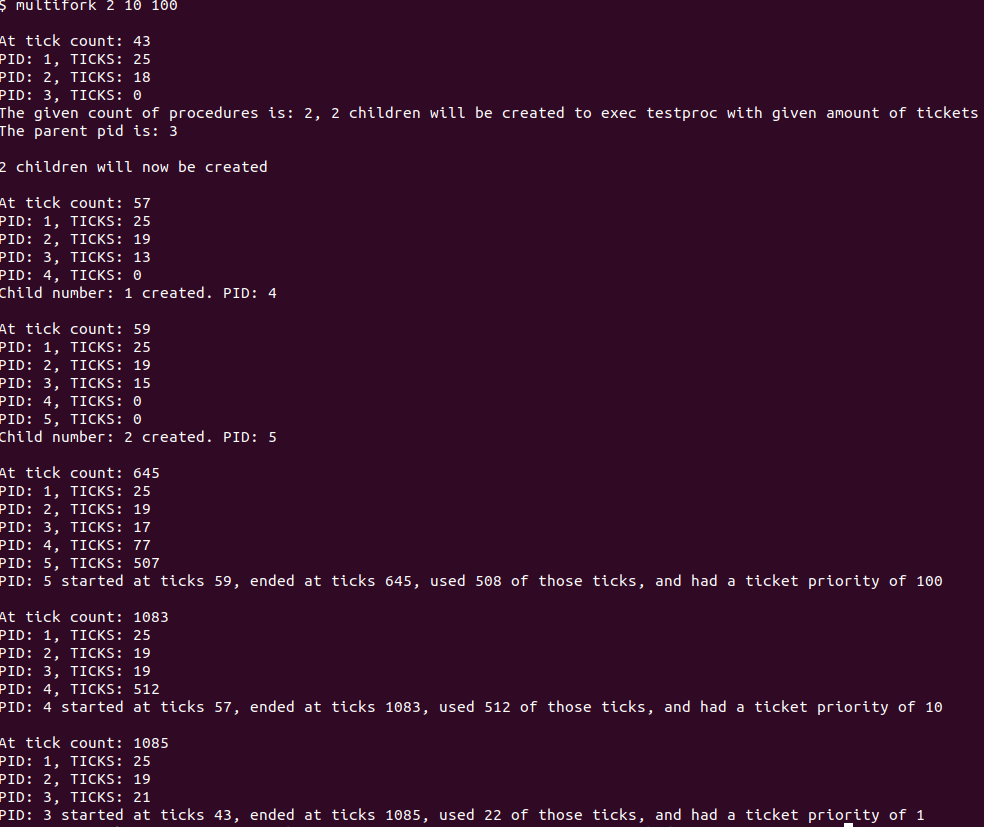 $ multifork 2 10 100
At tick count: 43
PID: 1, TICKS: 25
PID: 2, TICKS: 18
PID: 3, TICKS: 0
The given count of procedures is: 2, 2 children will be created to exec testproc with given amount of tickets
The parent pid is: 3
2 children will now be created
At tick count: 57
PID: 1, TICKS: 25
PID: 2, TICKS: 19
PID: 3, TICKS: 13
PID: 4, TICKS: 0
Child number: 1 created. PID: 4
At tick count: 59
PID: 1, TICKS: 25
PID: 2, TICKS: 19
PID: 3, TICKS: 15
PID: 4, TICKS: 0
PID: 5, TICKS: 0
Child number: 2 created. PID: 5
At tick count: 645
PID: 1, TICKS: 25
PID: 2, TICKS: 19
PID: 3, TICKS: 17
PID: 4, TICKS: 77
PID: 5, TICKS: 507
PID: 5 started at ticks 59, ended at ticks 645, used 508 of those ticks, and had a ticket priority of 100
At tick count: 1083
PID: 1, TICKS: 25
PID: 2, TICKS: 19
PID: 3, TICKS: 19
PID: 4, TICKS: 512
PID: 4 started at ticks 57, ended at ticks 1083, used 512 of those ticks, and had a ticket priority of 10
At tick count: 1085
PID: 1, TICKS: 25
PID: 2, TICKS: 19
PID: 3, TICKS: 21
PID: 3 started at ticks 43, ended at ticks 1085, used 22 of those ticks, and had a ticket priority of 1